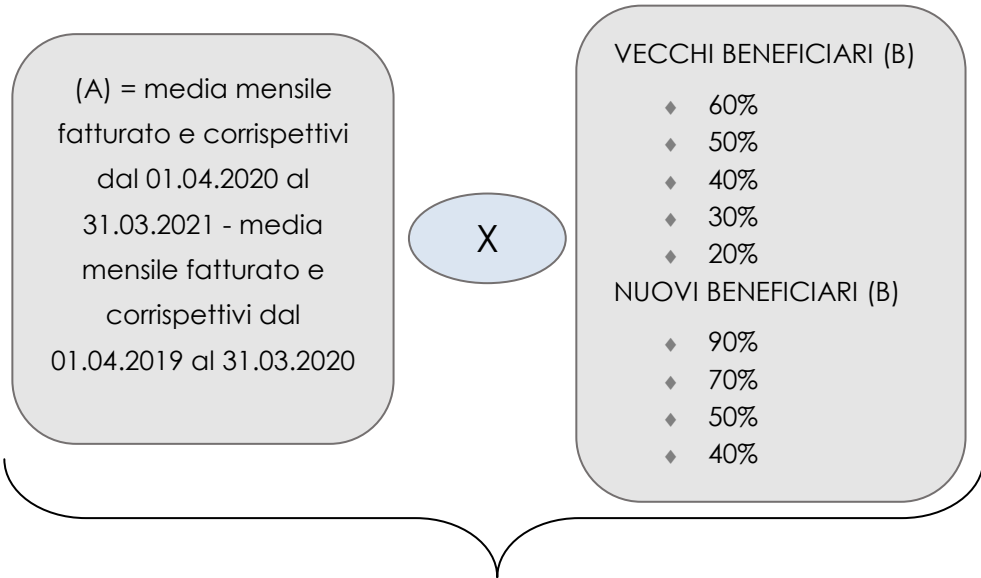 (A) = media mensile
fatturato e corrispettivi
dal 01.04.2020 al
31.03.2021 - media
mensile fatturato e
corrispettivi dal
01.04.2019 al 31.03.2020
X
VECCHI BENEFICIARI (B)
♦ 60%
♦ 50%
♦ 40%
♦ 30%
♦ 20%
NUOVI BENEFICIARI (B)
♦ 90%
♦ 70%
♦ 50%
♦ 40%